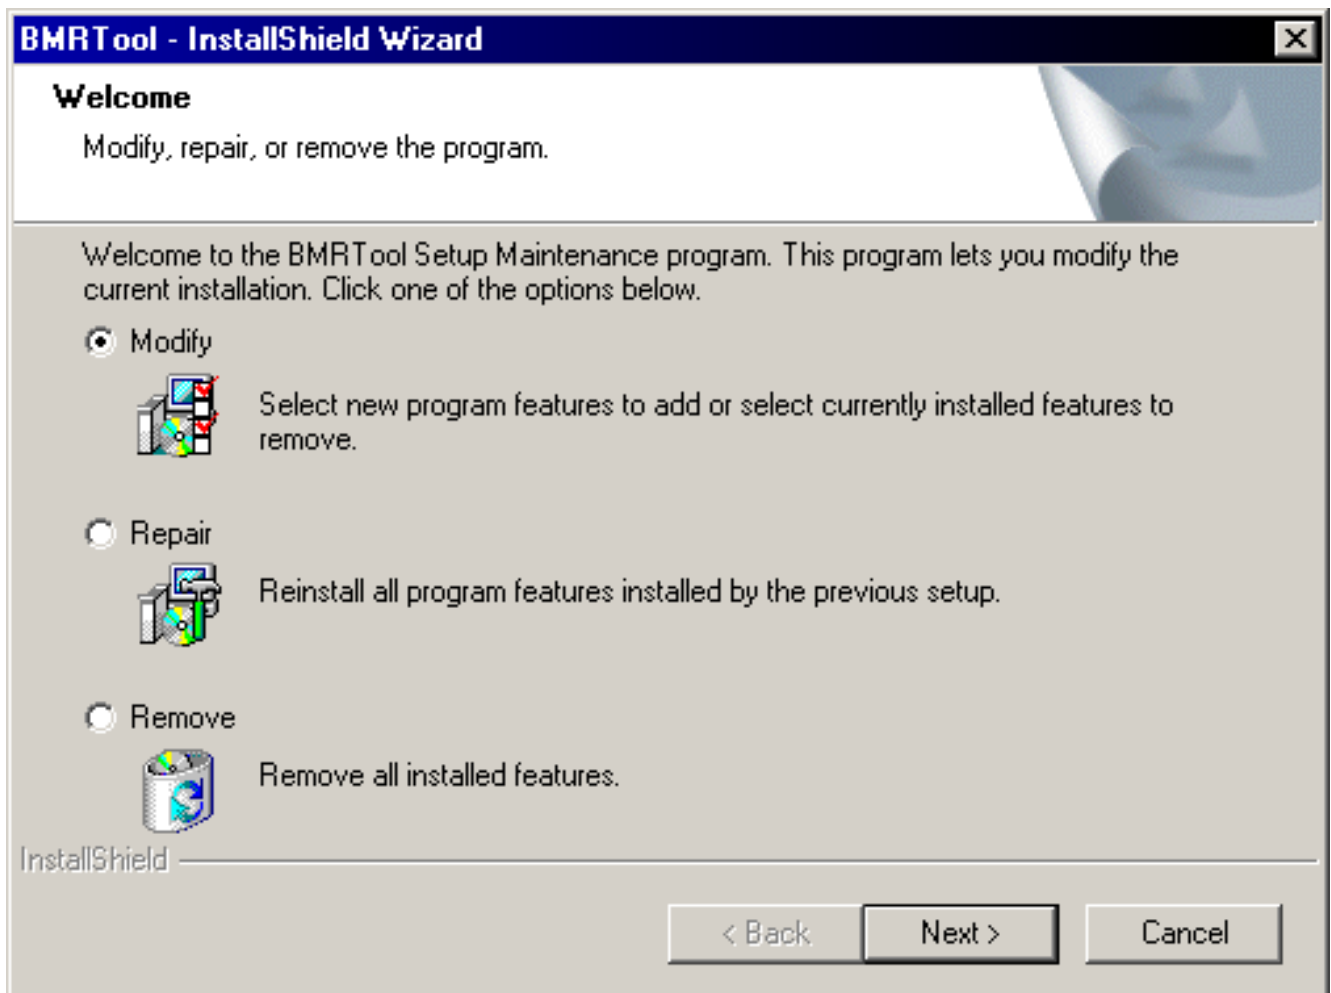 BMRTool - InstallShield Wizard
Welcome
Modify, repair, or remove the program.
Welcome to the BMRTool Setup Maintenance program. This program lets you modify the
current installation. Click one of the options below.
Modify
Select new program features to add or select currently installed features to
remove.
Repair
Reinstall all program features installed by the previous setup.
Remove
Remove all installed features.
InstallShield
< Back
Next >
Cancel